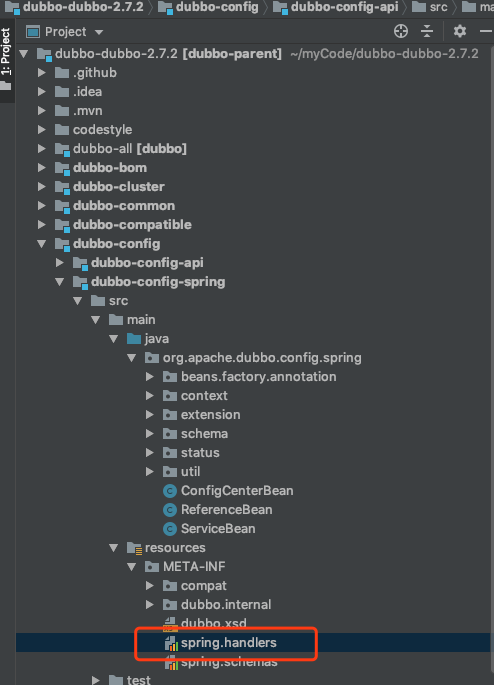 dubbo-dubbo-2.7.2 dubbo-config dubbo-config-api src ma
1: Project
Project
dubbo-dubbo-2.7.2 [dubbo-parent] ~/myCode/dubbo-dubbo-2.7.2
.github
.idea
.mvn
codestyle
dubbo-all [dubbo]
dubbo-bom
dubbo-cluster
dubbo-common
dubbo-compatible
dubbo-config
dubbo-config-api
dubbo-config-spring
src
main
java
org.apache.dubbo.config.spring
beans.factory.annotation
context
extension
schema
status
util
ConfigCenterBean
ReferenceBean
ServiceBean
resources
META-INF
compat
dubbo.internal
dubbo.xsd
spring.handlers
spring.schemas
test